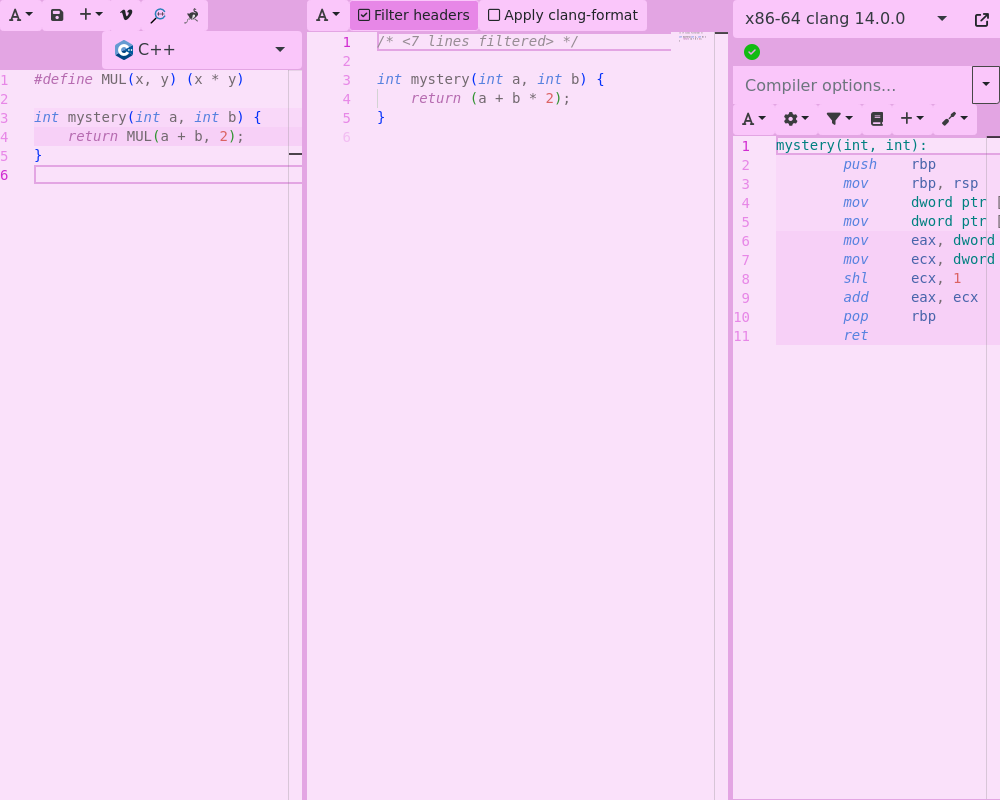 A
Filter headers
Apply clang-format
x86-64 clang 14.0.0
C++
1 #define MUL(x, y) (x * y)
2
3 int mystery(int a, int b) {
4     return MUL(a + b, 2);
5 }
6
1 /* <7 lines filtered> */
2
3 int mystery(int a, int b) {
4     return (a + b * 2);
5 }
6
Compiler options...
A
1 mystery(int, int):
2         push    rbp
3         mov     rbp, rsp
4         mov     dword ptr [
5         mov     dword ptr [
6         mov     eax, dword
7         mov     ecx, dword
8         shl     ecx, 1
9         add     eax, ecx
10         pop     rbp
11         ret